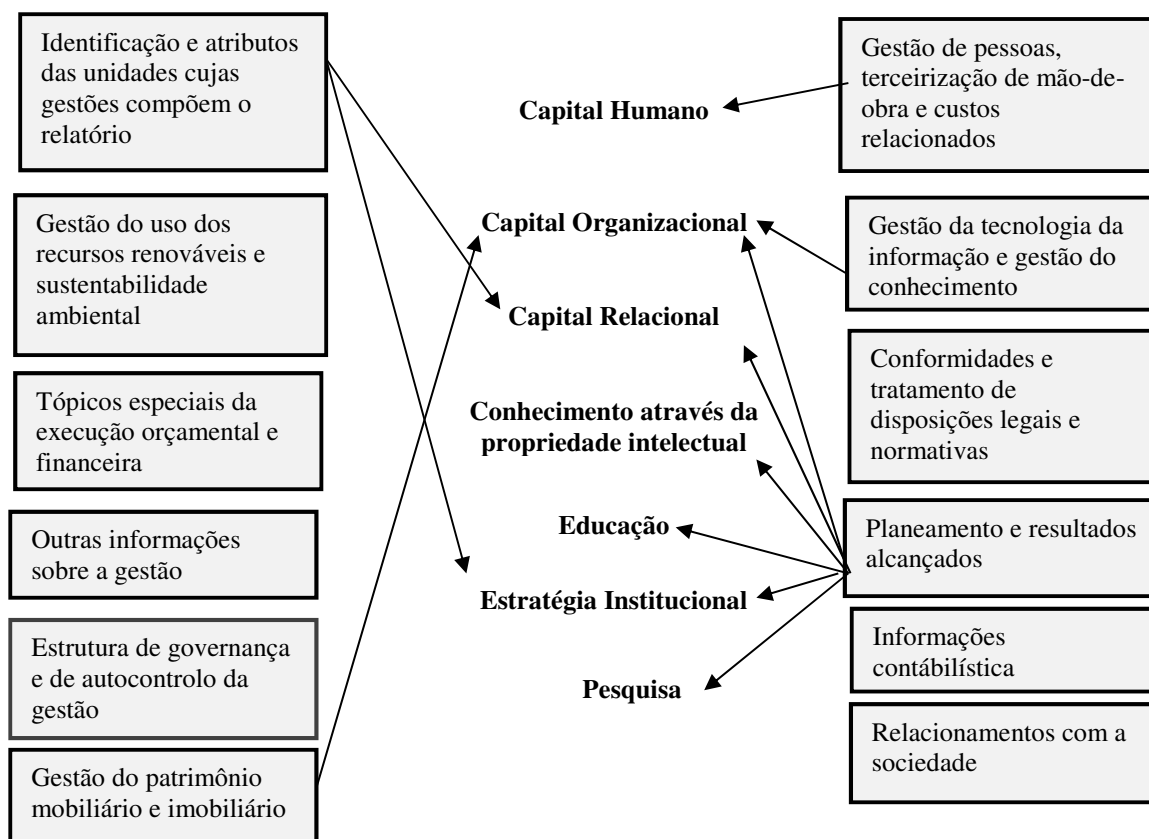 Identificação e atributos
das unidades cujas
gestões compõem o
relatório
Gestão do uso dos
recursos renováveis e
sustentabilidade
ambiental
Tópicos especiais da
execução orçamental e
financeira
Outras informações
sobre a gestão
Estrutura de governança
e de autocontrolo da
gestão
Gestão do patrimônio
mobiliário e imobiliário
Capital Humano
Capital Organizacional
Capital Relacional
Conhecimento através da
propriedade intelectual
Educação
Estratégia Institucional
Pesquisa
Gestão de pessoas,
terceirização de mão-de-
obra e custos
relacionados
Gestão da tecnologia da
informação e gestão do
conhecimento
Conformidades e
tratamento de
disposições legais e
normativas
Planeamento e resultados
alcançados
Informações
contábilística
Relacionamentos com a
sociedade